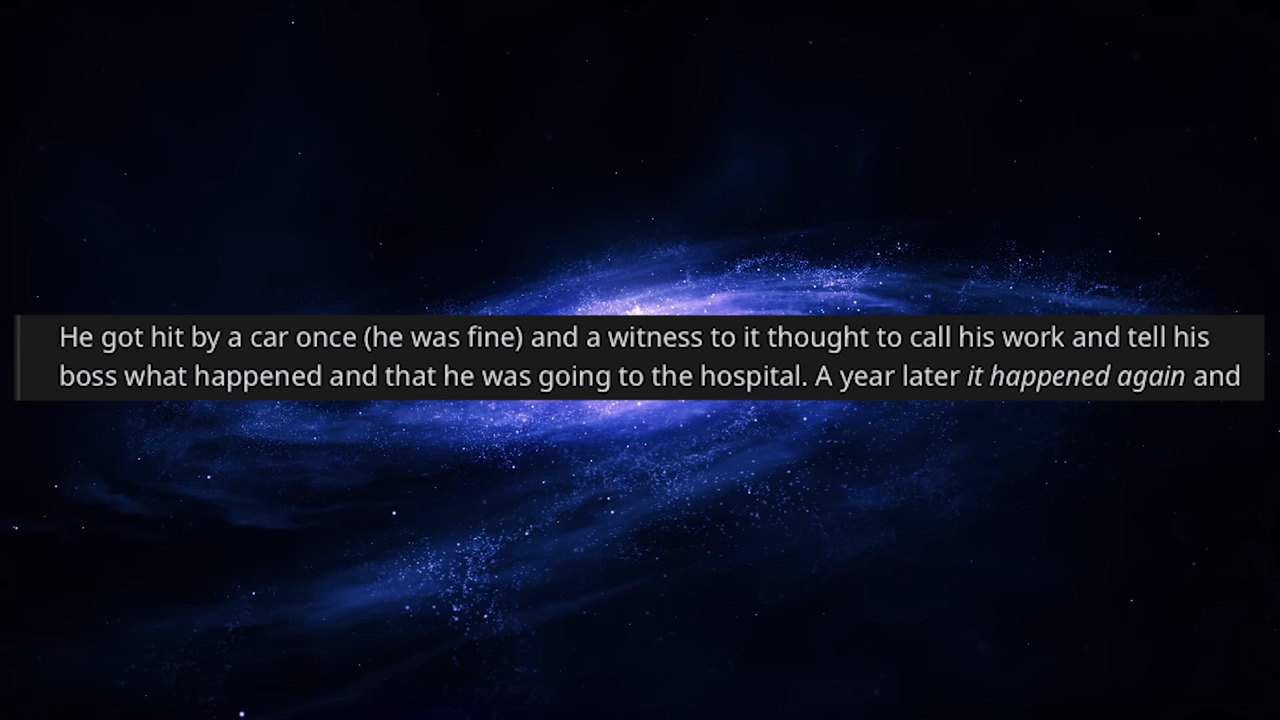 He got hit by a car once (he was fine) and a witness to it thought to call his work and tell his
boss what happened and that he was going to the hospital. A year later it happened again and